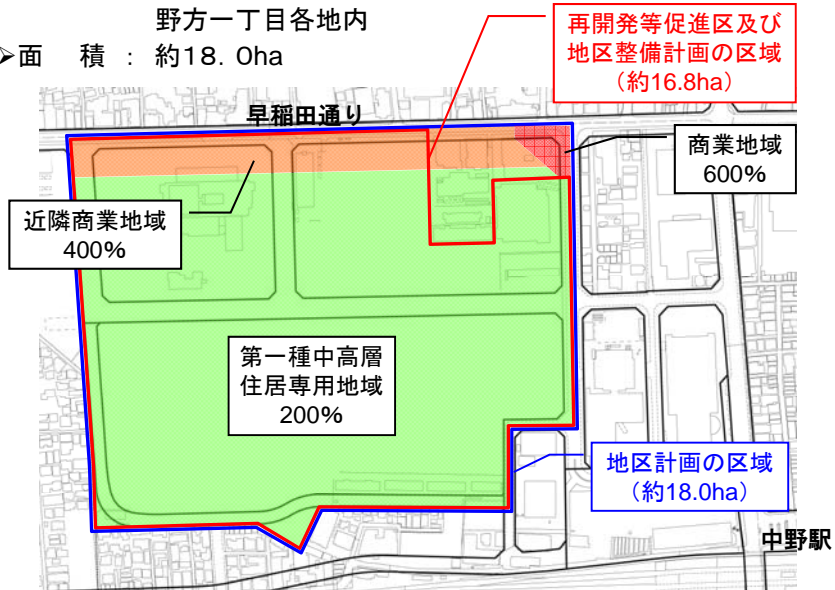 野方一丁目各地内
➢面　積 ： 約18．0ha
再開発等促進区及び
地区整備計画の区域
（約16.8ha）
早稲田通り
商業地域
600%
近隣商業地域
400%
第一種中高層
住居専用地域
200%
地区計画の区域
（約18.0ha）
中野駅